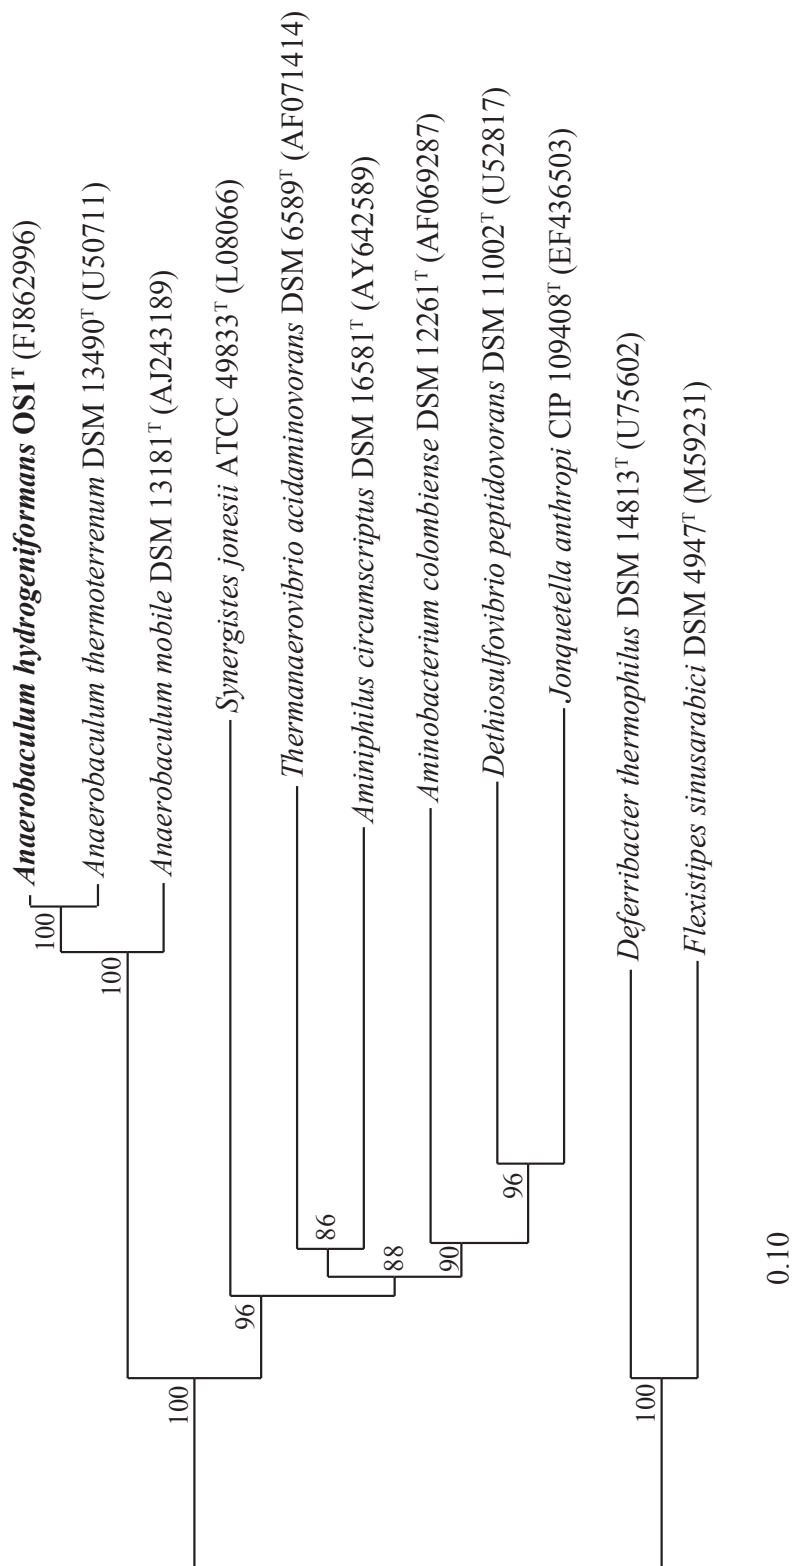 Anaerobaculum hydrogeniformans OS1ᵀ (FJ862996)
100
Anaerobaculum thermoterrenum DSM 13490ᵀ (U50711)
100
Anaerobaculum mobile DSM 13181ᵀ (AJ243189)
100
Synergistes jonesii ATCC 49833ᵀ (L08066)
96
Thermanaerovibrio acidaminovorans DSM 6589ᵀ (AF071414)
86
Aminiphilus circumscriptus DSM 16581ᵀ (AY642589)
88
Aminobacterium colombiense DSM 12261ᵀ (AF069287)
90
Dethiosulfovibrio peptidovorans DSM 11002ᵀ (U52817)
96
Jonquetella anthropi CIP 109408ᵀ (EF436503)
Deferribacter thermophilus DSM 14813ᵀ (U75602)
100
Flexistipes sinusarabici DSM 4947ᵀ (M59231)
0.10